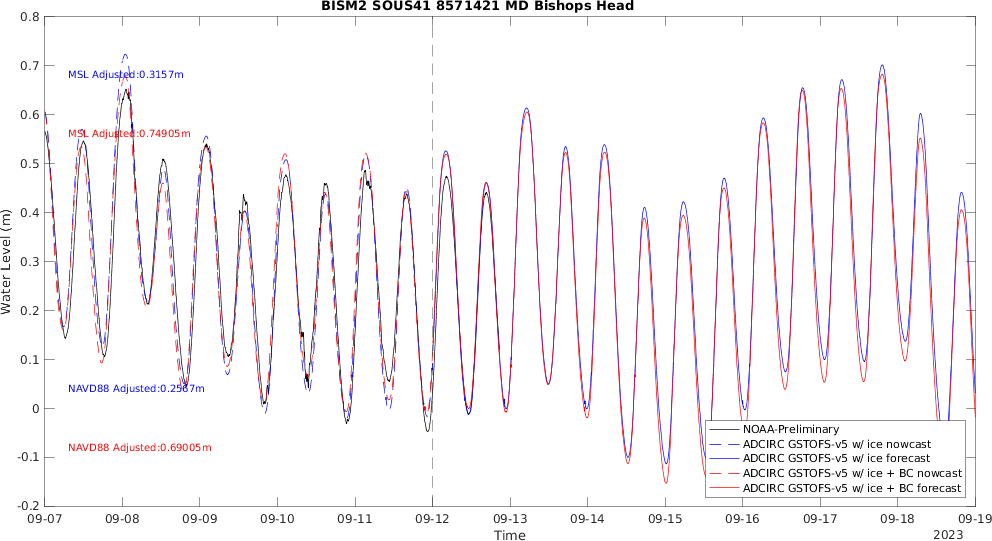 BISM2 SOUS41 8571421 MD Bishops Head
Water Level (m)
0.8
0.7
0.6
0.5
0.4
0.3
0.2
0.1
0
-0.1
-0.2
MSL Adjusted:0.3157m
MSL Adjusted:0.74905m
NAVD88 Adjusted:0.2567m
NAVD88 Adjusted:0.69005m
NOAA-Preliminary
ADCIRC GSTOFS-v5 w/ ice nowcast
ADCIRC GSTOFS-v5 w/ ice forecast
ADCIRC GSTOFS-v5 w/ ice + BC nowcast
ADCIRC GSTOFS-v5 w/ ice + BC forecast
09-07 09-08 09-09 09-10 09-11 09-12 09-13 09-14 09-15 09-16 09-17 09-18 09-19
Time
2023